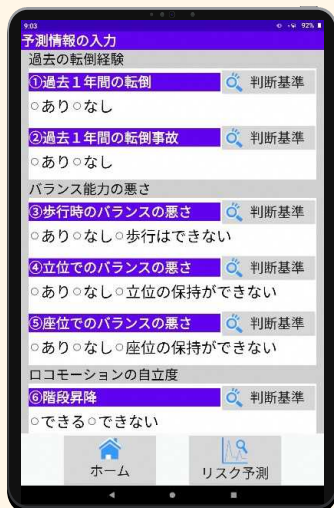 9:03
92%
予測情報の入力
過去の転倒経験
①過去１年間の転倒 判断基準
○あり○なし
②過去１年間の転倒事故 判断基準
○あり○なし
バランス能力の悪さ
③歩行時のバランスの悪さ 判断基準
○あり○なし○歩行はできない
④立位でのバランスの悪さ 判断基準
○あり○なし○立位の保持ができない
⑤座位でのバランスの悪さ 判断基準
○あり○なし○座位の保持ができない
ロコモーションの自立度
⑥階段昇降 判断基準
○できる○できない
ホーム リスク予測